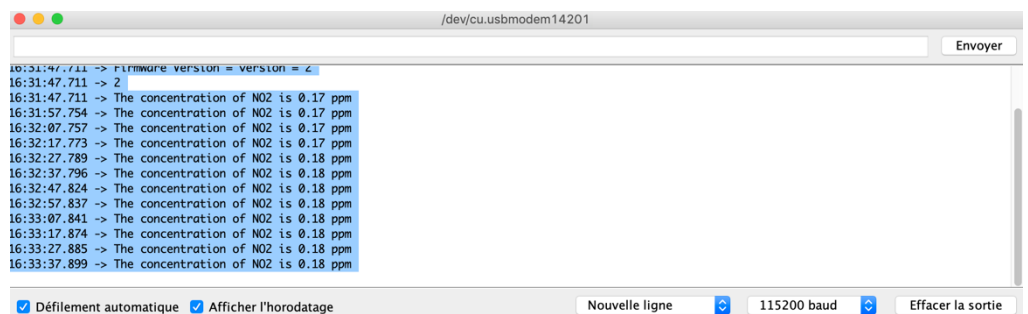 /dev/cu.usbmodem14201
Envoyer
16:31:47.711 -> Firmware Version = version = 2
16:31:47.711 -> 2
16:31:47.711 -> The concentration of NO2 is 0.17 ppm
16:31:57.754 -> The concentration of NO2 is 0.17 ppm
16:32:07.757 -> The concentration of NO2 is 0.17 ppm
16:32:17.773 -> The concentration of NO2 is 0.17 ppm
16:32:27.789 -> The concentration of NO2 is 0.18 ppm
16:32:37.796 -> The concentration of NO2 is 0.18 ppm
16:32:47.824 -> The concentration of NO2 is 0.18 ppm
16:32:57.837 -> The concentration of NO2 is 0.18 ppm
16:33:07.841 -> The concentration of NO2 is 0.18 ppm
16:33:17.874 -> The concentration of NO2 is 0.18 ppm
16:33:27.885 -> The concentration of NO2 is 0.18 ppm
16:33:37.899 -> The concentration of NO2 is 0.18 ppm
Défilement automatique Afficher l'horodatage Nouvelle ligne 115200 baud Effacer la sortie